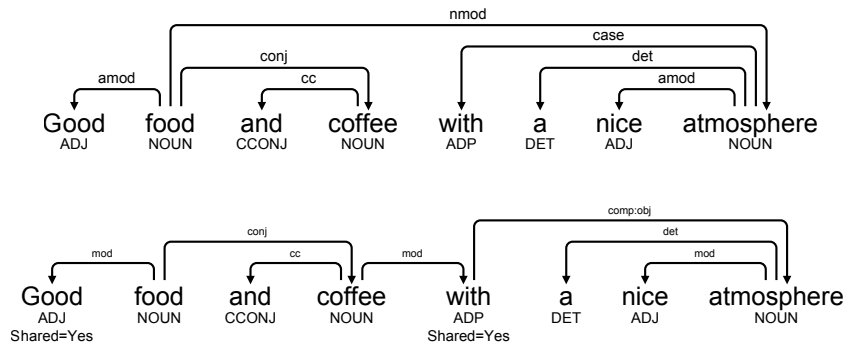 nmod
case
conj det
amod cc amod
Good food and coffee with a nice atmosphere
ADJ NOUN CCONJ NOUN ADP DET ADJ NOUN
comp:obj
conj det
mod cc mod mod
Good food and coffee with a nice atmosphere
ADJ NOUN CCONJ NOUN ADP DET ADJ NOUN
Shared=Yes Shared=Yes